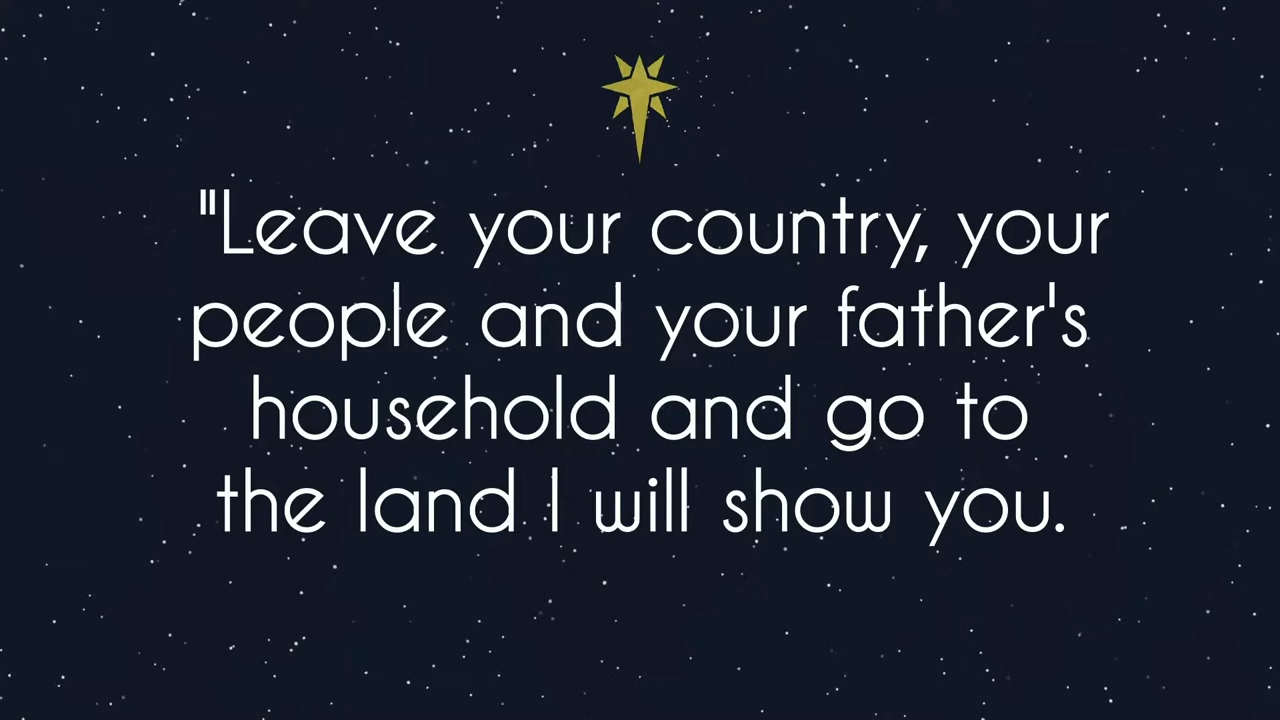 "Leave your country, your
people and your father's
household and go to
the land I will show you.